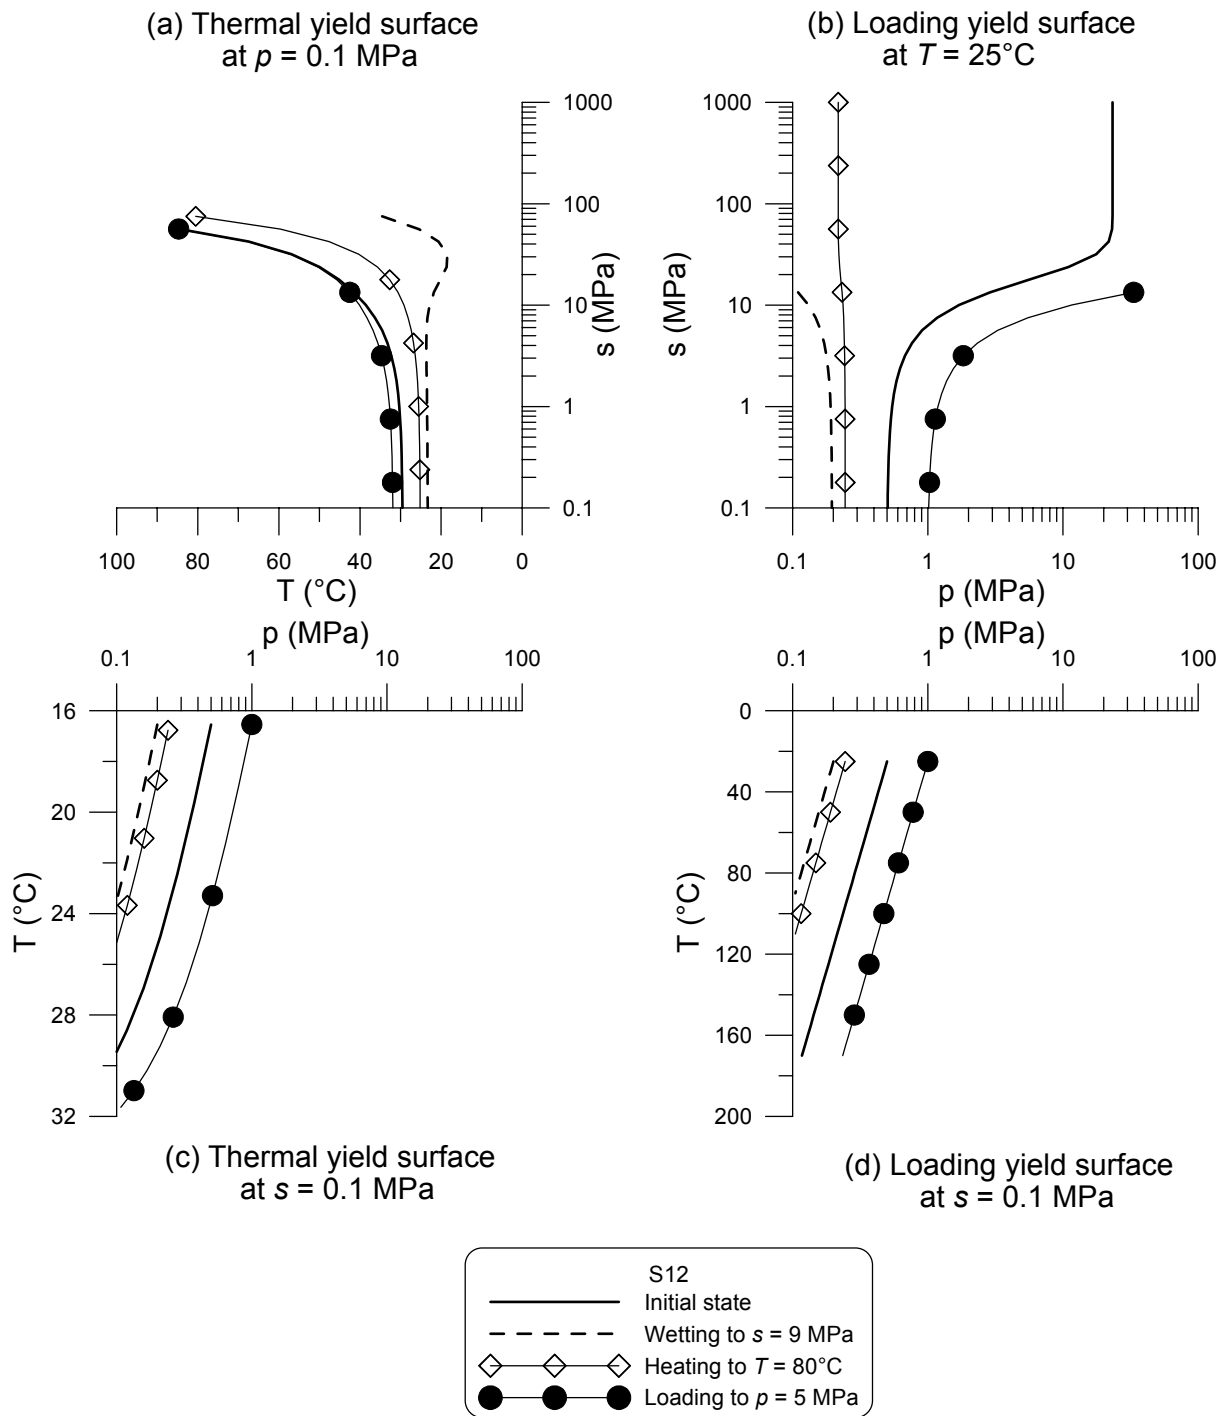 (a) Thermal yield surface
at p = 0.1 MPa
(b) Loading yield surface
at T = 25°C
1000
100
10
1
0.1
s (MPa)
100 80 60 40 20 0
T (°C)
1000
100
10
1
0.1
s (MPa)
0.1 1 10 100
p (MPa)
p (MPa)
0.1 1 10 100
16
20
24
28
32
T (°C)
p (MPa)
0.1 1 10 100
0
40
80
120
160
200
T (°C)
(c) Thermal yield surface
at s = 0.1 MPa
(d) Loading yield surface
at s = 0.1 MPa
S12
Initial state
Wetting to s = 9 MPa
Heating to T = 80°C
Loading to p = 5 MPa